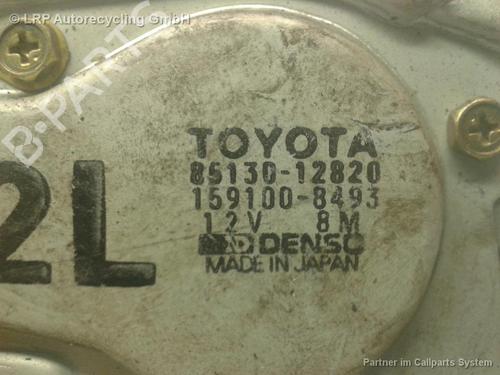 © LRP Autorecycling GmbH
B-PARTS
TOYOTA
85130-12820
159100-8493
12V 8M
2L
ND DENSO
MADE IN JAPAN
Partner im Callparts System